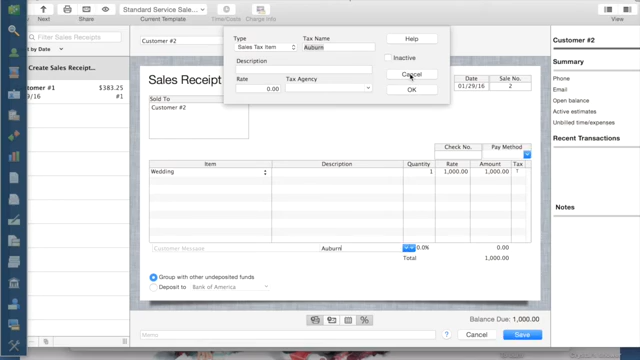 Next
Print
Share
Standard Service Sale...
Current Template
Time/Costs
Change Info
View
Filter Sales Receipts
Create Sales Receipt...
$383.25
/29/16
#1
Customer #2
Type
Sales Tax Item
Tax Name
Auburn
Help
Inactive
Description
Cancel
Rate
Tax Agency
0.00
OK
Sales Receipt
Date
Sale No.
01/29/16
2
Sold To
Customer #2
Check No.
Pay Method
Item
Description
Quantity
Rate
Amount
Tax
Wedding
1
1,000.00
1,000.00
T
Customer Message
Auburn
0.0%
0.00
Total
1,000.00
Group with other undeposited funds
Deposit to
Bank of America
Balance Due: 1,000.00
Memo
?
Cancel
Save
Customer #2
Summary
Phone
Email
Open balance
Active estimates
Unbilled time/expenses
Recent Transactions
Notes